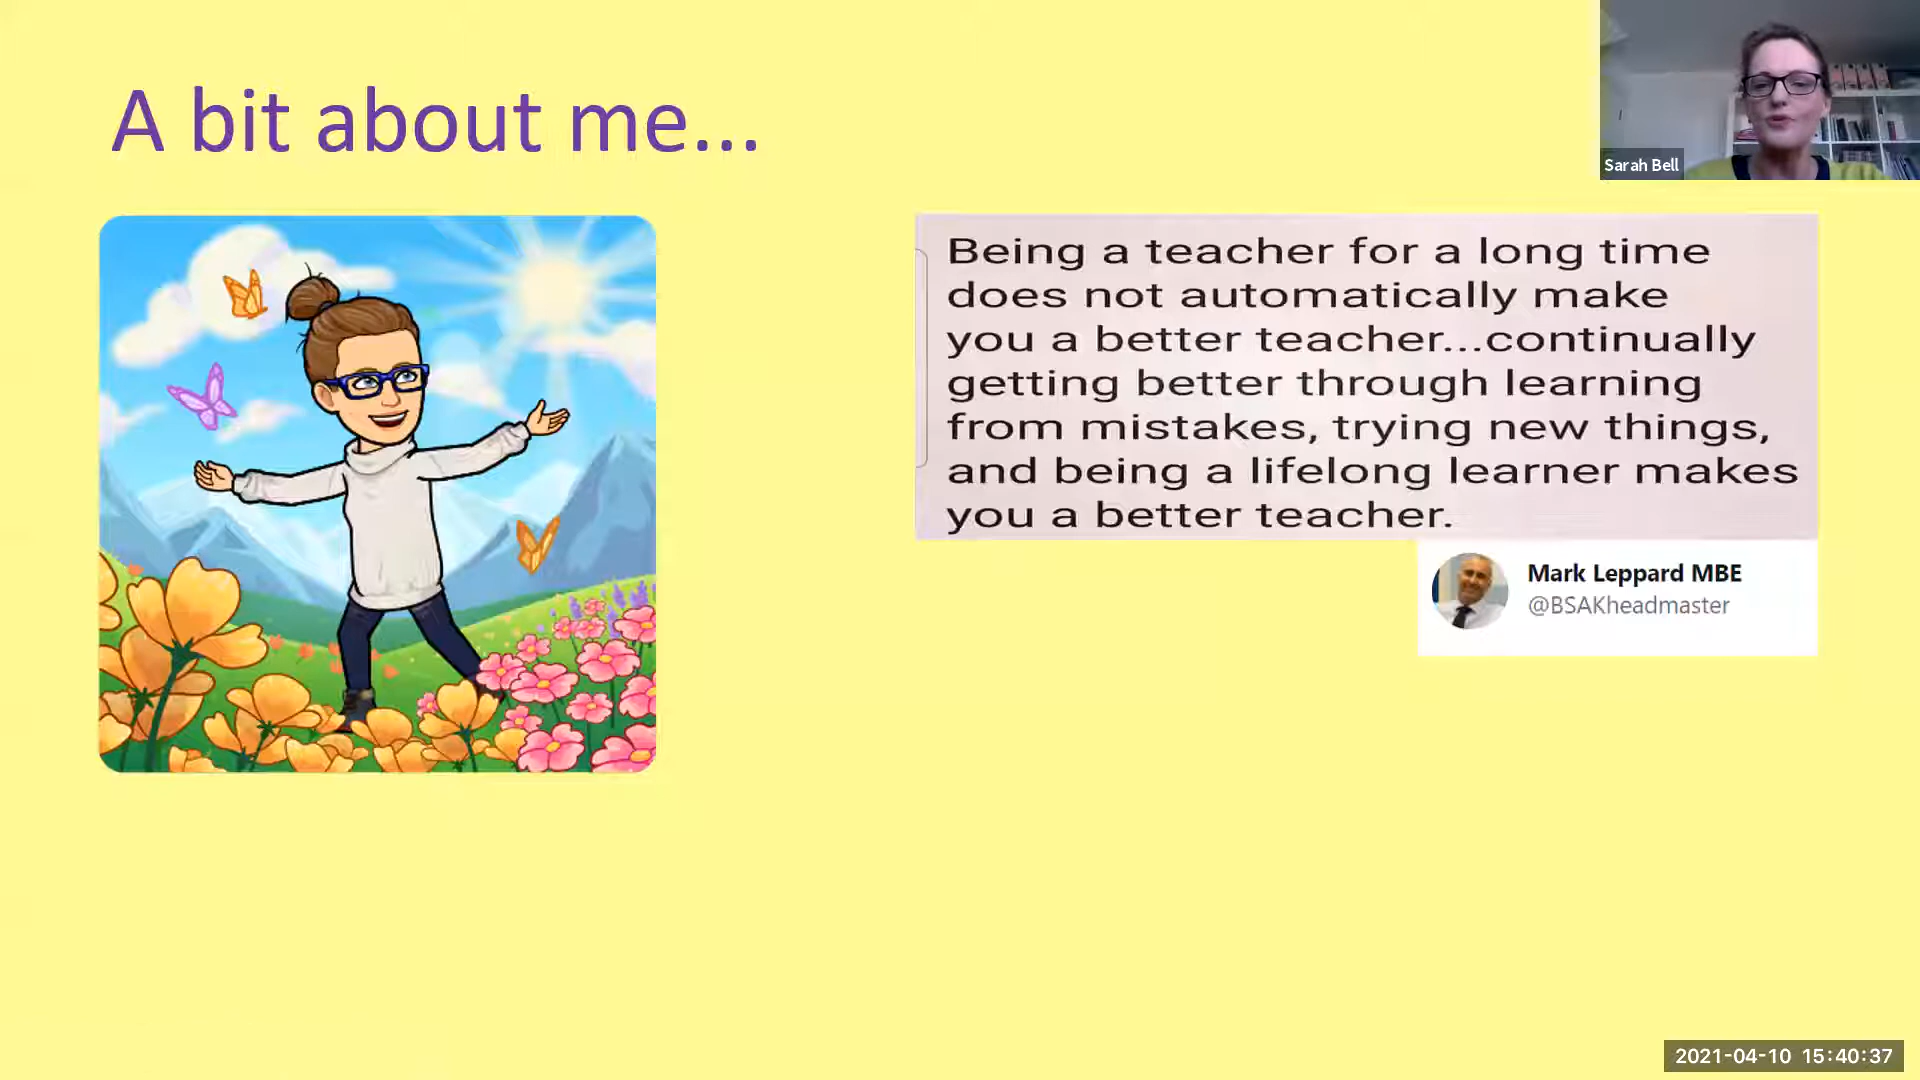 A bit about me...
Sarah Bell
Being a teacher for a long time
does not automatically make
you a better teacher...continually
getting better through learning
from mistakes, trying new things,
and being a lifelong learner makes
you a better teacher.
Mark Leppard MBE
@BSAKheadmaster
2021-04-10 15:40:37